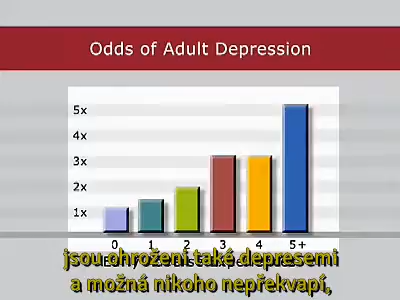 Odds of Adult Depression
5x
4x
3x
2x
1x
0 1 2 3 4 5+
jsou ohroženi také depresemi
a možná nikoho nepřekvapí,